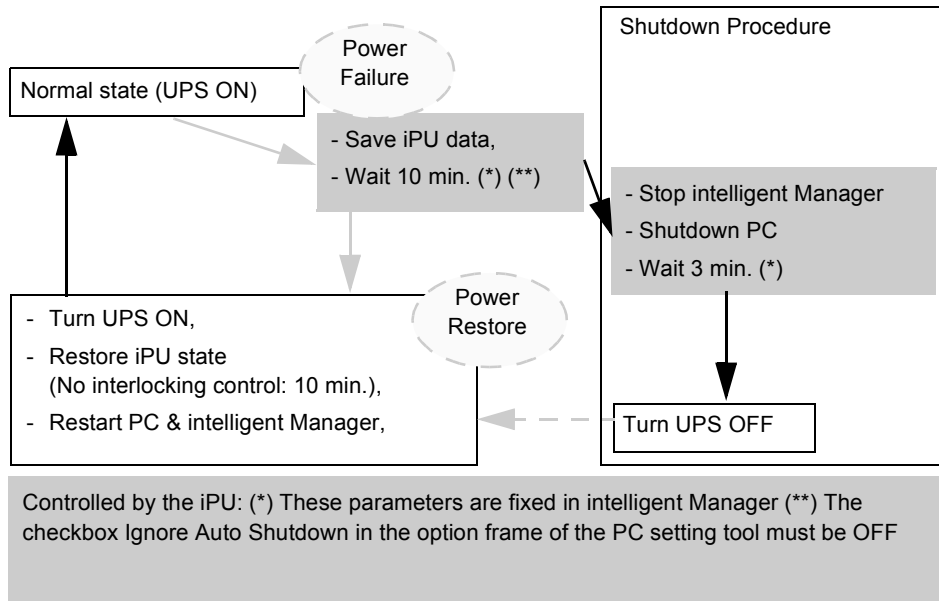 Shutdown Procedure
Power
Failure
Normal state (UPS ON)
- Save iPU data,
- Wait 10 min. (*) (**)
- Stop intelligent Manager
- Shutdown PC
- Wait 3 min. (*)
Power
Restore
- Turn UPS ON,
- Restore iPU state
(No interlocking control: 10 min.),
- Restart PC & intelligent Manager,
Turn UPS OFF
Controlled by the iPU: (*) These parameters are fixed in intelligent Manager (**) The
checkbox Ignore Auto Shutdown in the option frame of the PC setting tool must be OFF